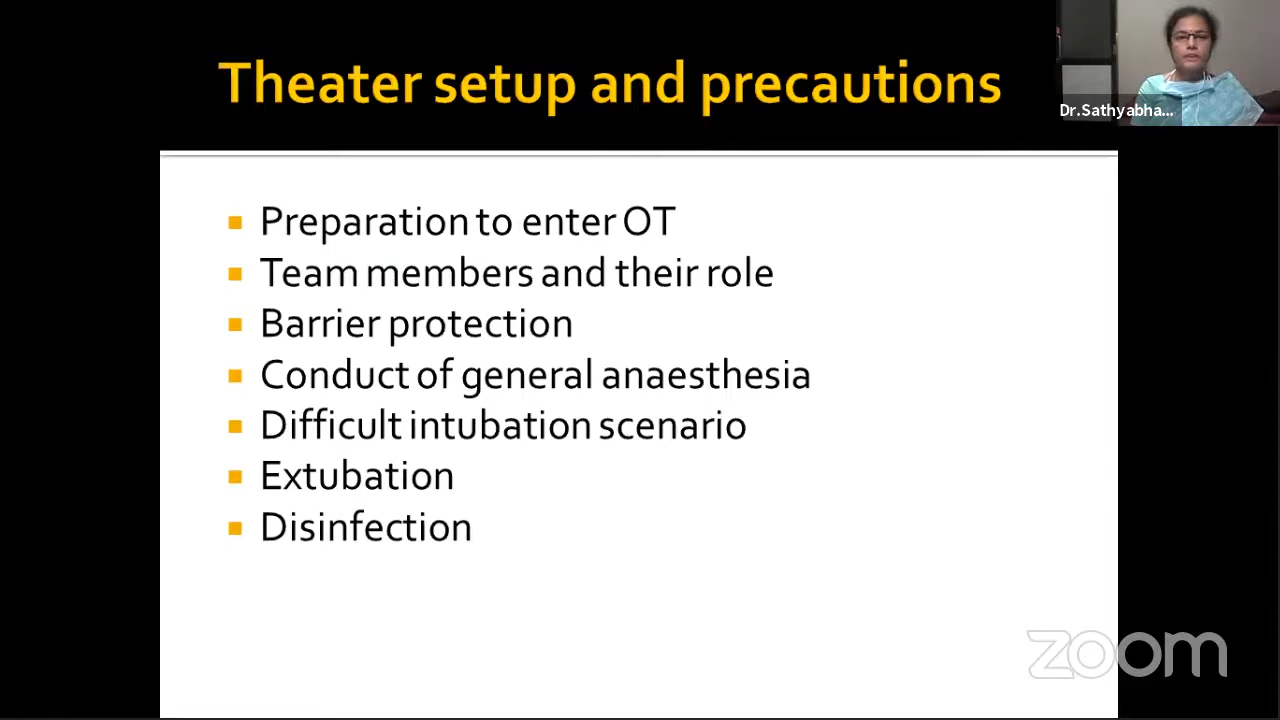 Theater setup and precautions
Dr.Sathyabha...
Preparation to enter OT
Team members and their role
Barrier protection
Conduct of general anaesthesia
Difficult intubation scenario
Extubation
Disinfection
zoom